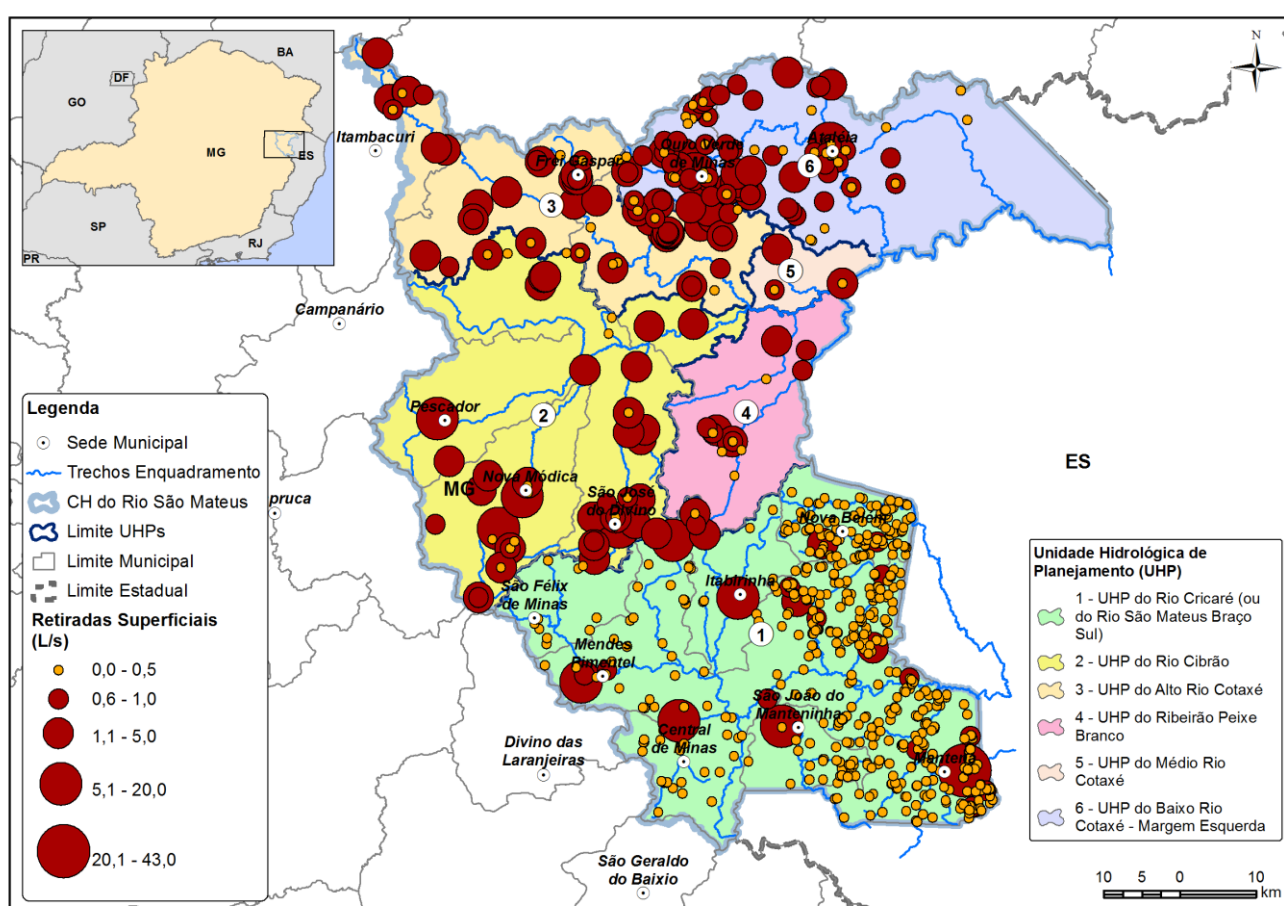 BA
DF
GO
MG
ES
SP
RJ
PR
N
Itambacuri
Frei Gaspar
Ouro Verde
de Minas
Ataléia
6
3
5
Campanário
Pescador
2
4
Nova Módica
MG
São José
do Divino
ES
Nova Belém
Itabirinha
São Félix
de Minas
1
Mendes
Pimentel
São João do
Manteninha
Central
de Minas
Mantena
Divino das
Laranjeiras
São Geraldo
do Baixio
pruca
Legenda
Sede Municipal
Trechos Enquadramento
CH do Rio São Mateus
Limite UHPs
Limite Municipal
Limite Estadual
Retiradas Superficiais
(L/s)
0,0 - 0,5
0,6 - 1,0
1,1 - 5,0
5,1 - 20,0
20,1 - 43,0
Unidade Hidrológica de
Planejamento (UHP)
1 - UHP do Rio Cricaré (ou
do Rio São Mateus Braço
Sul)
2 - UHP do Rio Cibrão
3 - UHP do Alto Rio Cotaxé
4 - UHP do Ribeirão Peixe
Branco
5 - UHP do Médio Rio
Cotaxé
6 - UHP do Baixo Rio
Cotaxé - Margem Esquerda
10 5 0 10
km